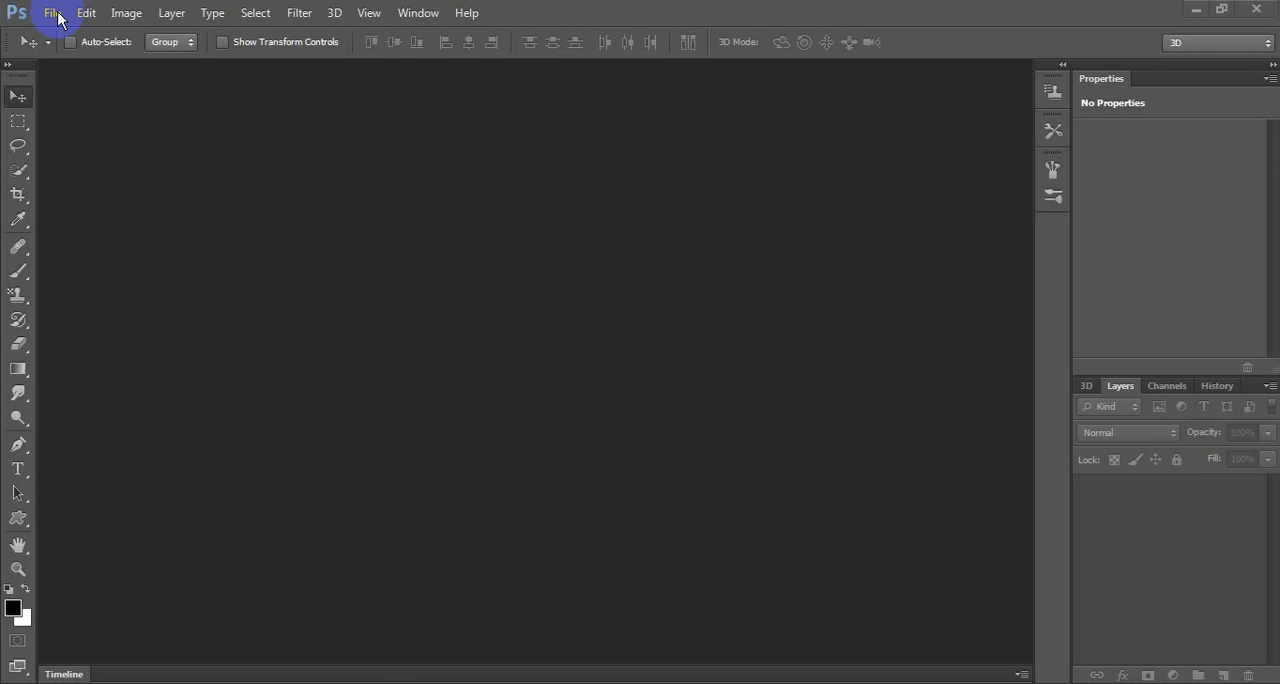 Ps File Edit Image Layer Type Select Filter 3D View Window Help
Auto-Select: Group Show Transform Controls 3D Mode: 3D
Properties
No Properties
3D Layers Channels History
Kind T
Normal Opacity: 100%
Lock: Fill: 100%
T
fx
Timeline